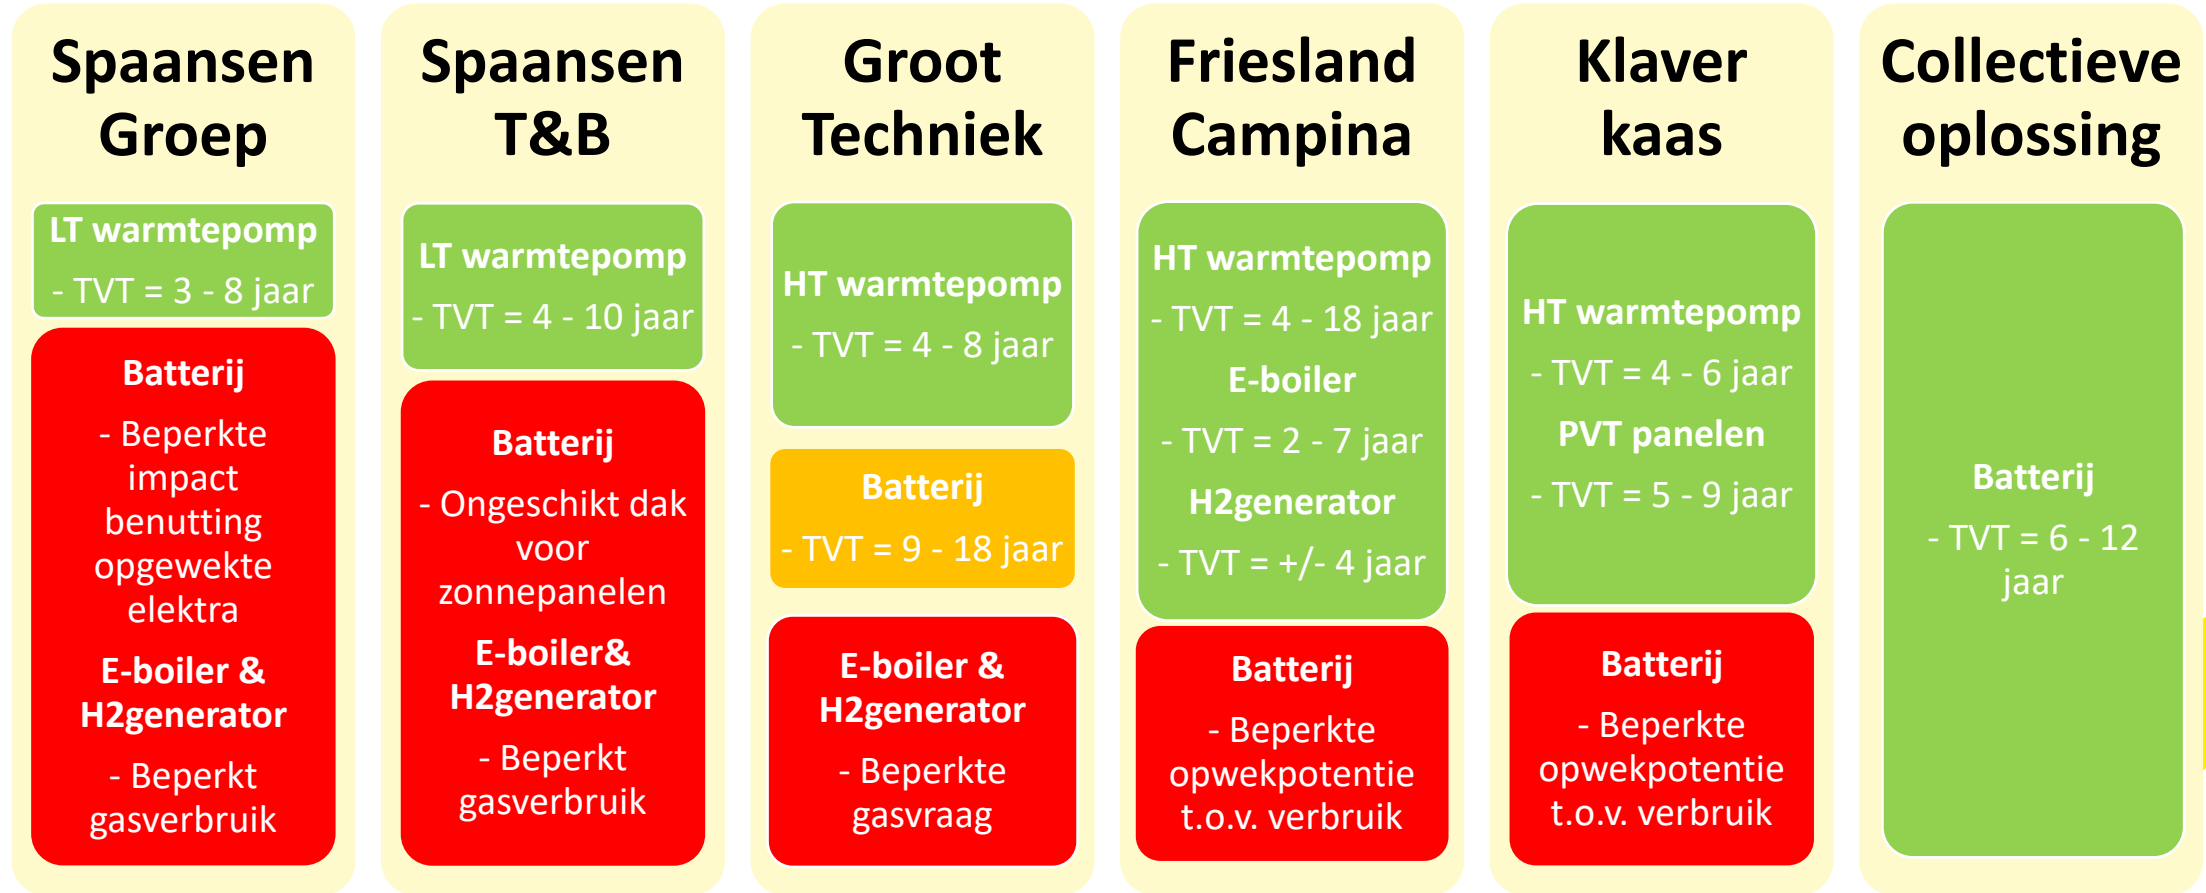 Spaansen
Groep
LT warmtepomp
- TVT = 3 - 8 jaar
Batterij
- Beperkte
impact
benutting
opgewekte
elektra
E-boiler &
H2generator
- Beperkt
gasverbruik
Spaansen
T&B
LT warmtepomp
- TVT = 4 - 10 jaar
Batterij
- Ongeschikt dak
voor
zonnepanelen
E-boiler&
H2generator
- Beperkt
gasverbruik
Groot
Techniek
HT warmtepomp
- TVT = 4 - 8 jaar
Batterij
- TVT = 9 - 18 jaar
E-boiler &
H2generator
- Beperkte
gasvraag
Friesland
Campina
HT warmtepomp
- TVT = 4 - 18 jaar
E-boiler
- TVT = 2 - 7 jaar
H2generator
- TVT = +/- 4 jaar
Batterij
- Beperkte
opwekpotentie
t.o.v. verbruik
Klaver
kaas
HT warmtepomp
- TVT = 4 - 6 jaar
PVT panelen
- TVT = 5 - 9 jaar
Batterij
- Beperkte
opwekpotentie
t.o.v. verbruik
Collectieve
oplossing
Batterij
- TVT = 6 - 12
jaar